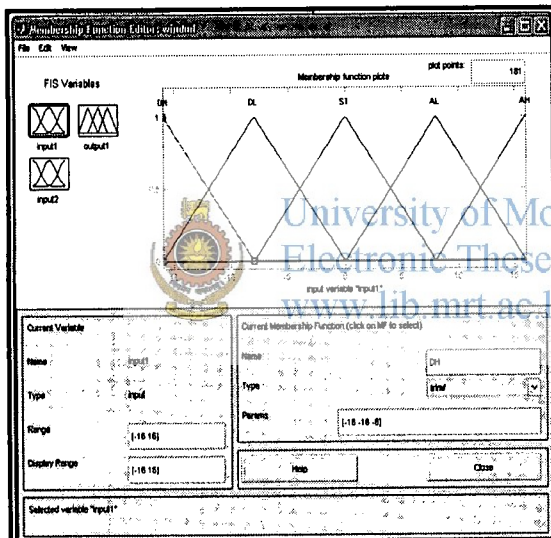 Membership Function Editor: windmil
File Edit View
FIS Variables
Membership function plots
plot points:
181
DH DL ST AL AH
1
input1 output1
input2
University of Mo
Electronic These
www.lib.mrt.ac.l
input variable "input1"
Current Variable
Current Membership Function (click on MF to select)
Name
input1
Name
DH
Type
input
Type
trimf
Range
[-16 16]
Params
[-16 -16 -8]
Display Range
[-16 16]
Help
Close
Selected variable "input1"